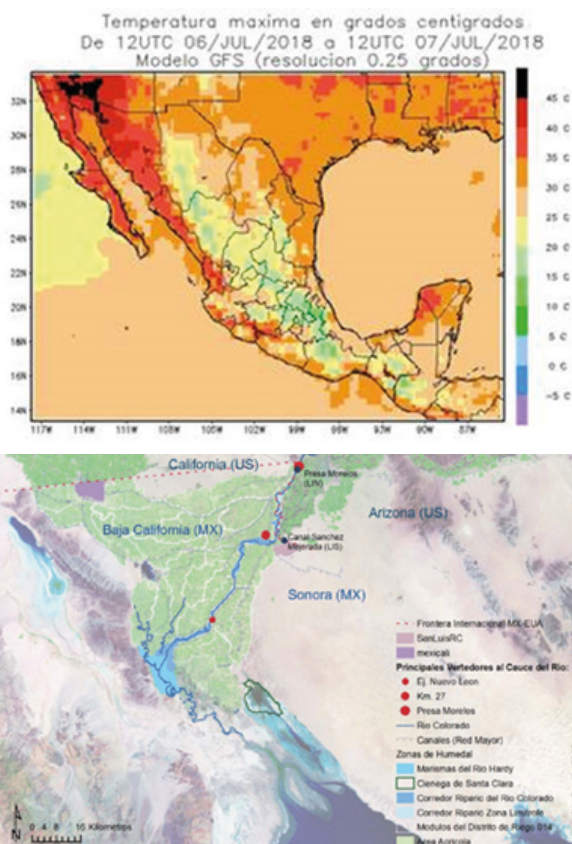 Temperatura maxima en grados centigrados
De 12UTC 06/JUL/2018 a 12UTC 07/JUL/2018
Modelo GFS (resolucion 0.25 grados)
32N
30N
28N
26N
24N
22N
20N
18N
16N
14N
117W 114W 111W 108W 105W 102W 99W 96W 93W 90W 87W
45 C
40 C
35 C
30 C
25 C
20 C
15 C
10 C
5 C
0 C
-5 C
California (US)
Presa Morelos
(LIN)
Arizona (US)
Baja California (MX)
Canal Sanchez
(LIS)
Sonora (MX)
Frontera Internacional MX-EUA
SanLuisRC
mexicali
Principales Vertedores al Cauce del Rio:
Ej. Nuevo Leon
Km. 27
Presa Morelos
Rio Colorado
Canales (Red Mayor)
Zonas de Humedal
Marismas del Rio Hardy
Cienega de Santa Clara
Corredor Ripario del Rio Colorado
Corredor Ripario Zona Limitrofe
Modulos del Distrito de Riego 014
Area Agricola
N
0 4 8 16 Kilometros